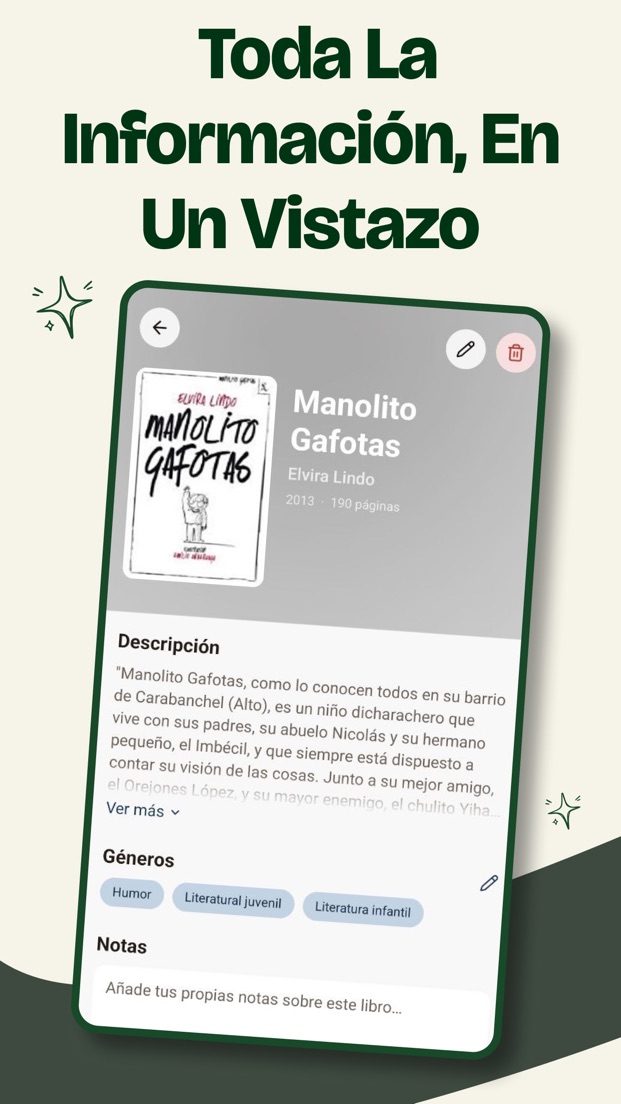 Toda La
Información, En
Un Vistazo
ELVIRA LINDO
MANOLITO
GAFOTAS
Manolito
Gafotas
Elvira Lindo
2013 · 190 páginas
Descripción
"Manolito Gafotas, como lo conocen todos en su barrio
de Carabanchel (Alto), es un niño dicharachero que
vive con sus padres, su abuelo Nicolás y su hermano
pequeño, el Imbécil, y que siempre está dispuesto a
contar su visión de las cosas. Junto a su mejor amigo,
el Orejones López, y su mayor enemigo, el chulito Yiha...
Ver más
Géneros
Humor
Literatural juvenil
Literatura infantil
Notas
Añade tus propias notas sobre este libro...